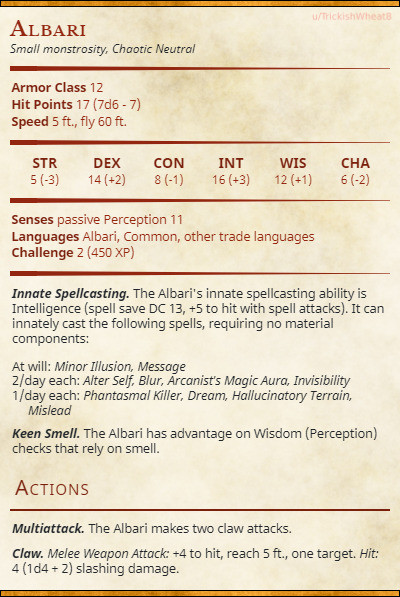 u/TrickishWheat8
Albari
Small monstrosity, Chaotic Neutral
Armor Class 12
Hit Points 17 (7d6 - 7)
Speed 5 ft., fly 60 ft.
STR DEX CON INT WIS CHA
5 (-3) 14 (+2) 8 (-1) 16 (+3) 12 (+1) 6 (-2)
Senses passive Perception 11
Languages Albari, Common, other trade languages
Challenge 2 (450 XP)
Innate Spellcasting. The Albari's innate spellcasting ability is
Intelligence (spell save DC 13, +5 to hit with spell attacks). It can
innately cast the following spells, requiring no material
components:
At will: Minor Illusion, Message
2/day each: Alter Self, Blur, Arcanist's Magic Aura, Invisibility
1/day each: Phantasmal Killer, Dream, Hallucinatory Terrain,
Mislead
Keen Smell. The Albari has advantage on Wisdom (Perception)
checks that rely on smell.
Actions
Multiattack. The Albari makes two claw attacks.
Claw. Melee Weapon Attack: +4 to hit, reach 5 ft., one target. Hit:
4 (1d4 + 2) slashing damage.